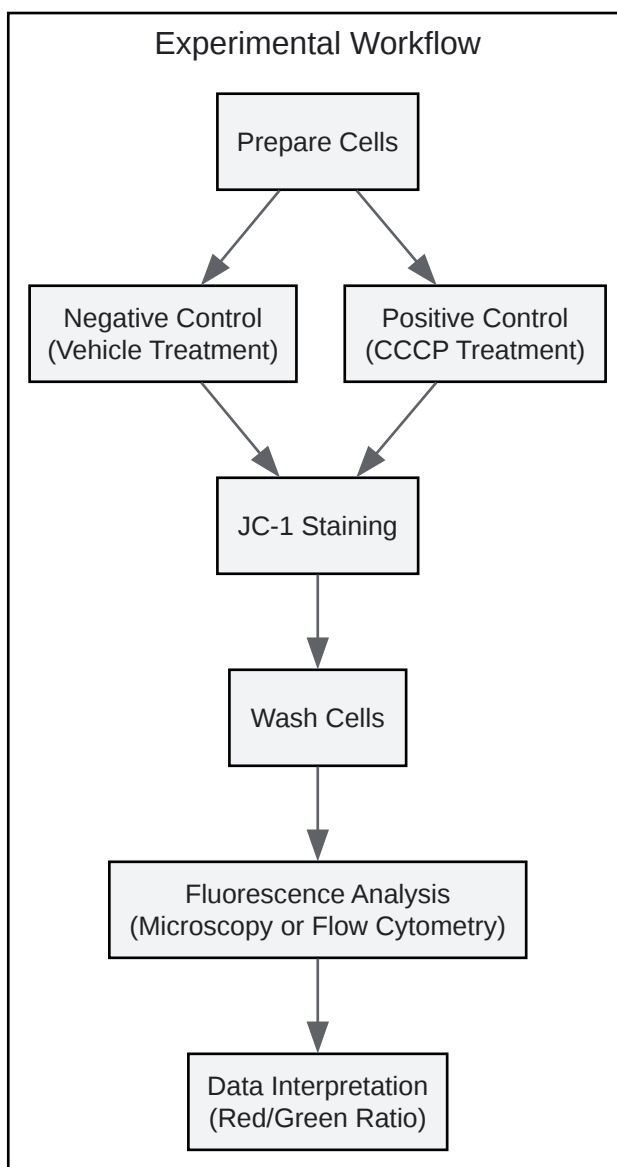 Experimental Workflow
Prepare Cells
Negative Control
(Vehicle Treatment)
Positive Control
(CCCP Treatment)
JC-1 Staining
Wash Cells
Fluorescence Analysis
(Microscopy or Flow Cytometry)
Data Interpretation
(Red/Green Ratio)